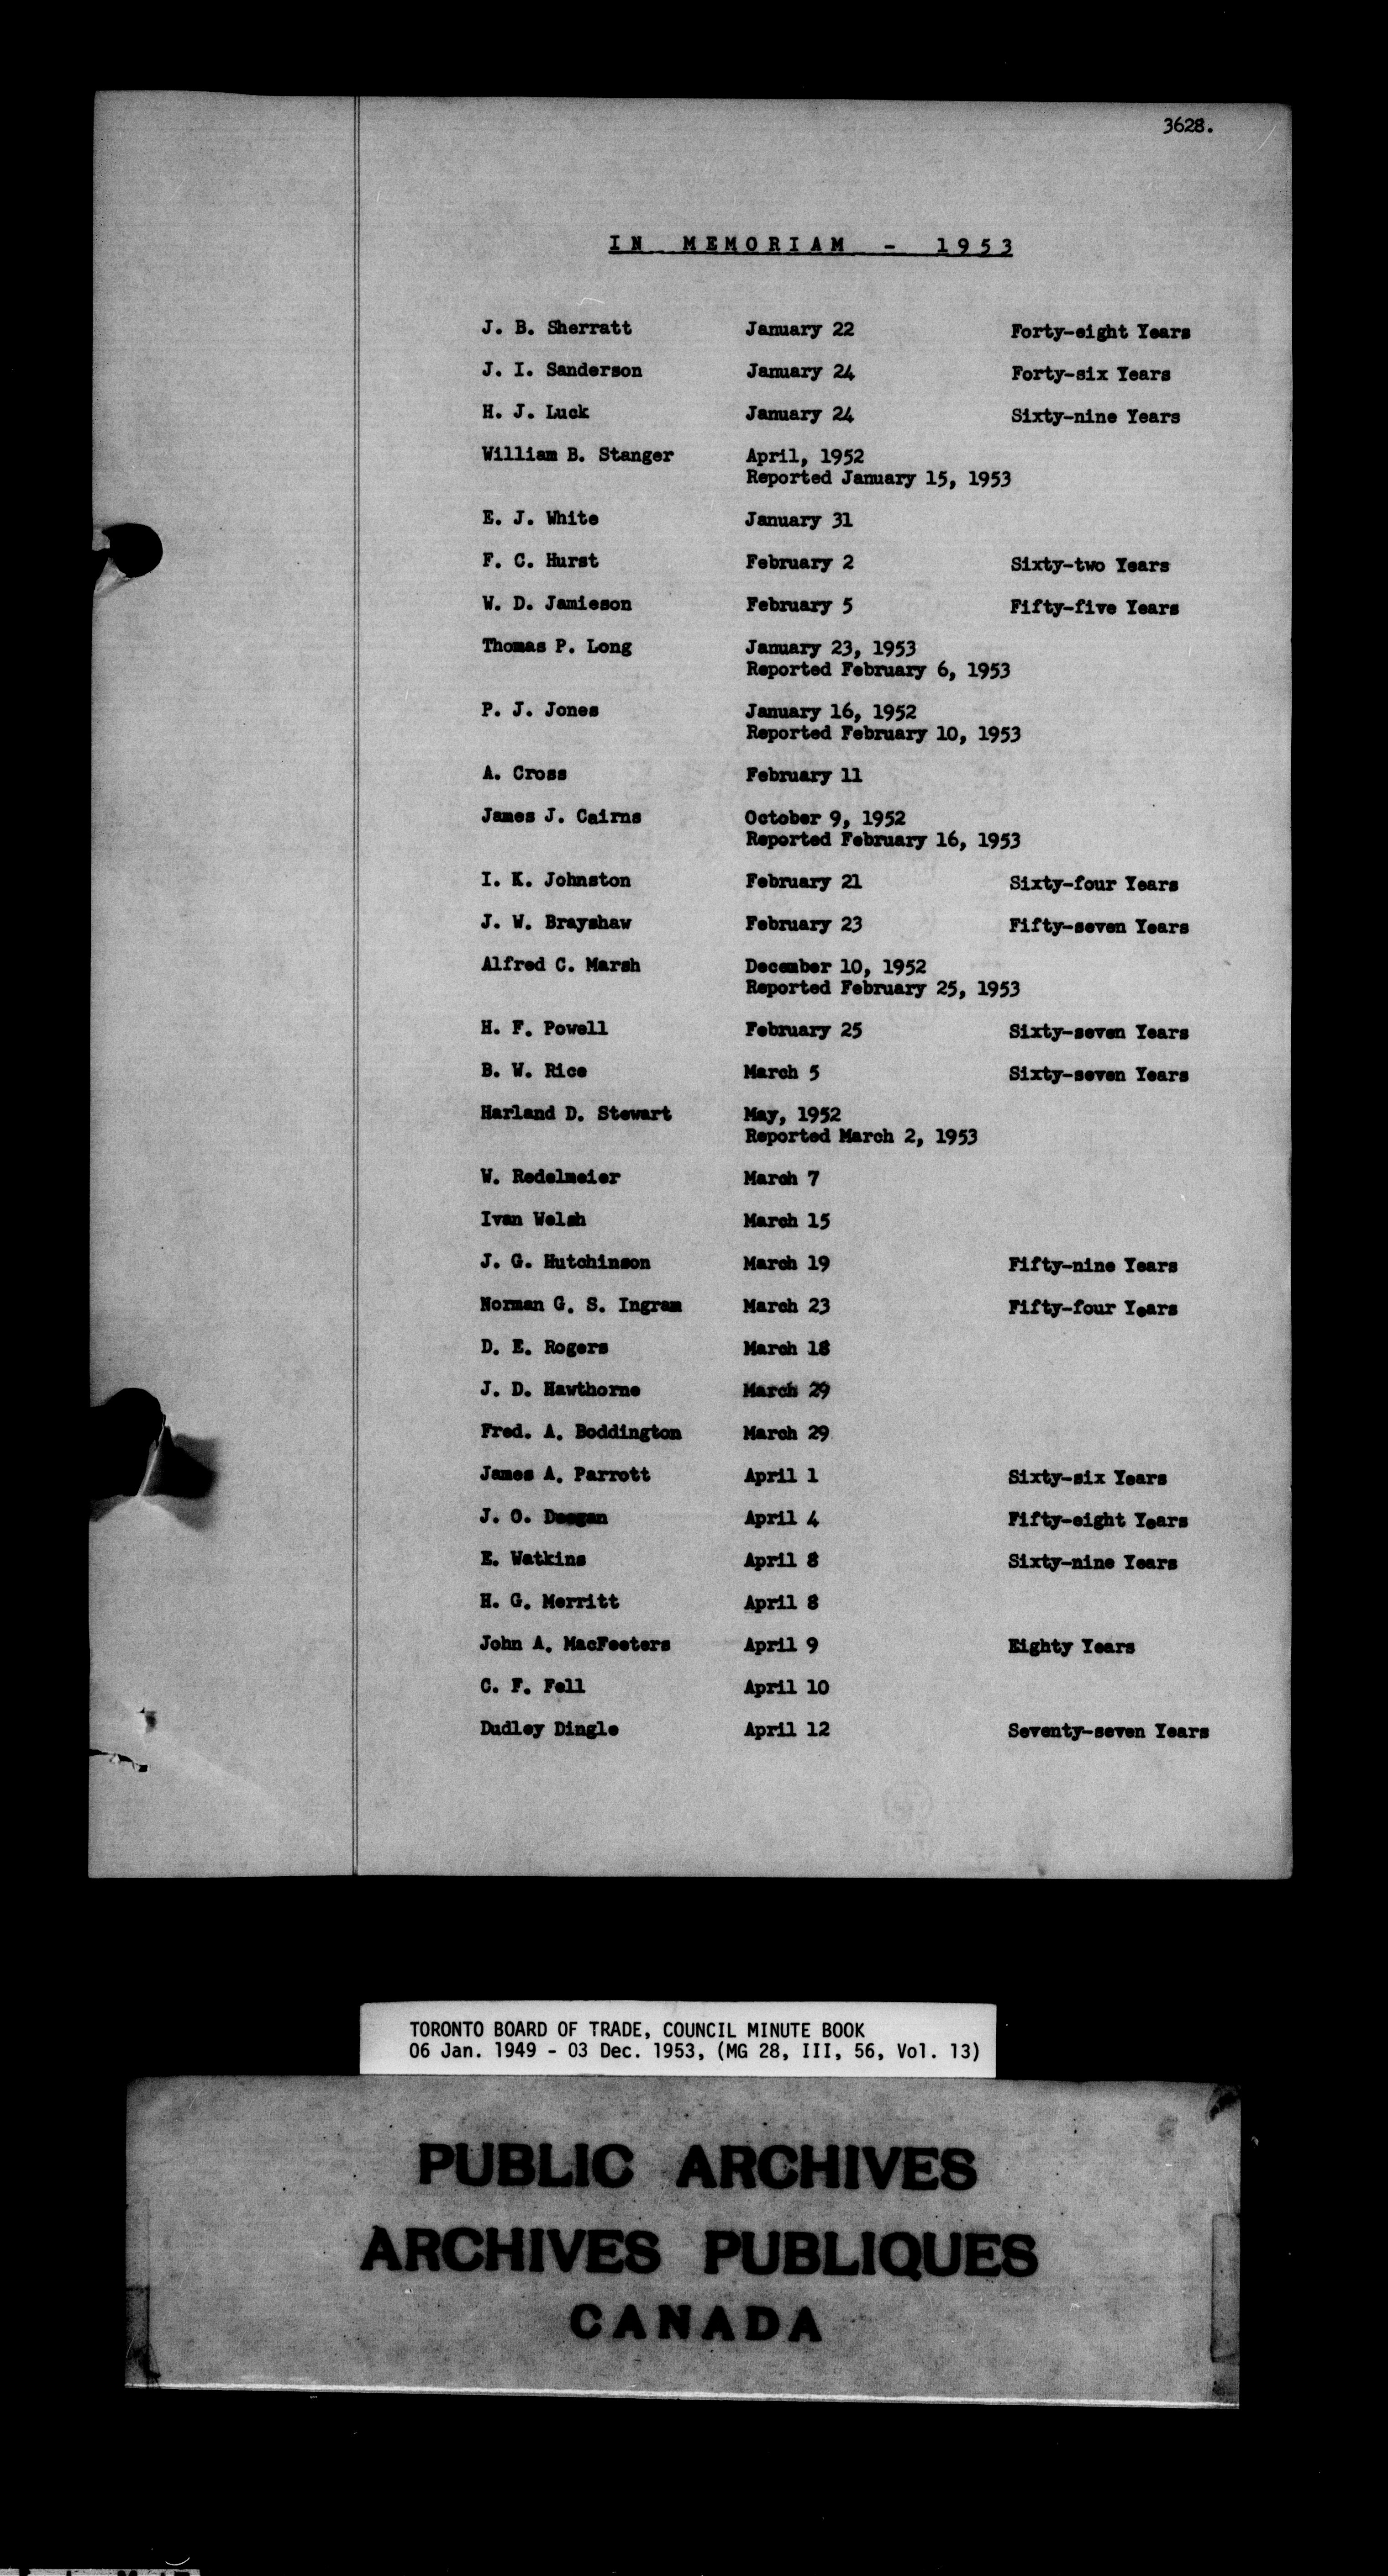 3628.
IN MEMORIAM - 1953
J. B. Sherratt January 22 Forty-eight Years
J. I. Sanderson January 24 Forty-six Years
H. J. Luck January 24 Sixty-nine Years
William B. Stanger April, 1952
Reported January 15, 1953
E. J. White January 31
F. C. Hurst February 2 Sixty-two Years
W. D. Jamieson February 5 Fifty-five Years
Thomas P. Long January 23, 1953
Reported February 6, 1953
P. J. Jones January 16, 1952
Reported February 10, 1953
A. Cross February 11
James J. Cairns October 9, 1952
Reported February 16, 1953
I. K. Johnston February 21 Sixty-four Years
J. W. Brayshaw February 23 Fifty-seven Years
Alfred C. Marsh December 10, 1952
Reported February 25, 1953
H. F. Powell February 25 Sixty-seven Years
B. W. Rice March 5 Sixty-seven Years
Harland D. Stewart May, 1952
Reported March 2, 1953
W. Redelmeier March 7
Ivan Welsh March 15
J. G. Hutchinson March 19 Fifty-nine Years
Norman G. S. Ingram March 23 Fifty-four Years
D. E. Rogers March 18
J. D. Hawthorne March 29
Fred. A. Boddington March 29
James A. Parrott April 1 Sixty-six Years
J. O. April 4 Fifty-eight Years
E. Watkins April 8 Sixty-nine Years
H. G. Merritt April 8
John A. MacFeeters April 9 Eighty Years
C. F. Fell April 10
Dudley Dingle April 12 Seventy-seven Years
TORONTO BOARD OF TRADE, COUNCIL MINUTE BOOK
06 Jan. 1949 - 03 Dec. 1953, (MG 28, III, 56, Vol. 13)
PUBLIC ARCHIVES
ARCHIVES PUBLIQUES
CANADA